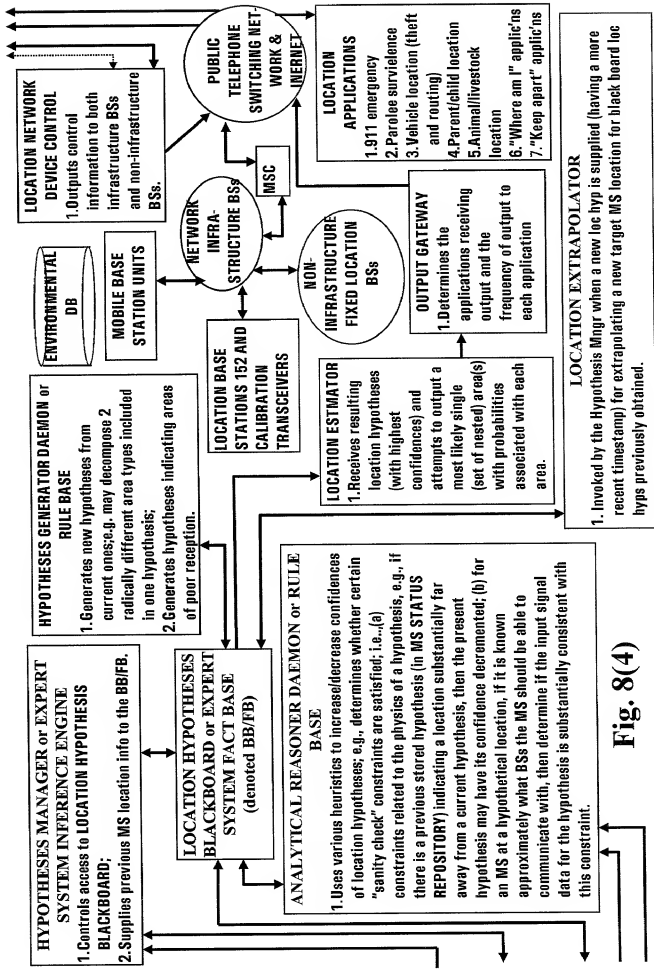 HYPOTHESES MANAGER or EXPERT
SYSTEM INFERENCE ENGINE
1.Controls access to LOCATION HYPOTHESIS
BLACKBOARD;
2.Supplies previous MS location info to the BB/FB.
HYPOTHESES GENERATOR DAEMON or
RULE BASE
1.Generates new hypotheses from
current ones;e.g. may decompose 2
radically different area types included
in one hypothesis;
2.Generates hypotheses indicating areas
of poor reception.
ENVIRONMENTAL
DB
MOBILE BASE
STATION UNITS
LOCATION NETWORK
DEVICE CONTROL
1.Outputs control
information to both
infrastructure BSs
and non-infrastructure
BSs.
LOCATION HYPOTHESES
BLACKBOARD or EXPERT
SYSTEM FACT BASE
(denoted BB/FB)
LOCATION BASE
STATIONS 152 AND
CALIBRATION
TRANSCEIVERS
NETWORK
INFRA-
STRUCTURE BSs
NON-
INFRASTRUCTURE
FIXED LOCATION
BSs
MSC
PUBLIC
TELEPHONE
SWITCHING NET-
WORK &
INERNET
ANALYTICAL REASONER DAEMON or RULE
BASE
1.Uses various heuristics to increase/decrease confidences
of location hypotheses; e.g., determines whether certain
"sanity check" constraints are satisfied; i.e...(a)
constraints related to the physics of a hypothesis, e.g., if
there is a previous stored hypothesis (in MS STATUS
REPOSITORY) indicating a location substantially far
away from a current hypothesis, then the present
hypothesis may have its confidence decremented; (b) for
an MS at a hypothetical location, if it is known
approximately what BSs the MS should be able to
communicate with, then determine if the input signal
data for the hypothesis is substantially consistent with
this constraint.
LOCATION ESTMATOR
1.Receives resulting
location hypotheses
(with highest
confidences) and
attempts to output a
most likely single
(set of nested) area(s)
with probabilities
associated with each
area.
OUTPUT GATEWAY
1.Determines the
applications receiving
output and the
frequency of output to
each application
LOCATION
APPLICATIONS
1.911 emergency
2.Parolee survielence
3.Vehicle location (theft
and routing)
4.Parent/child location
5.Animal/livestock
location
6."Where am I" applic'ns
7."Keep apart" applic'ns
LOCATION EXTRAPOLATOR
1. Invoked by the Hypothesis Mngr when a new loc hyp is supplied (having a more
recent timestamp) for extrapolating a new target MS location for black board loc
hyps previously obtained.
Fig. 8(4)